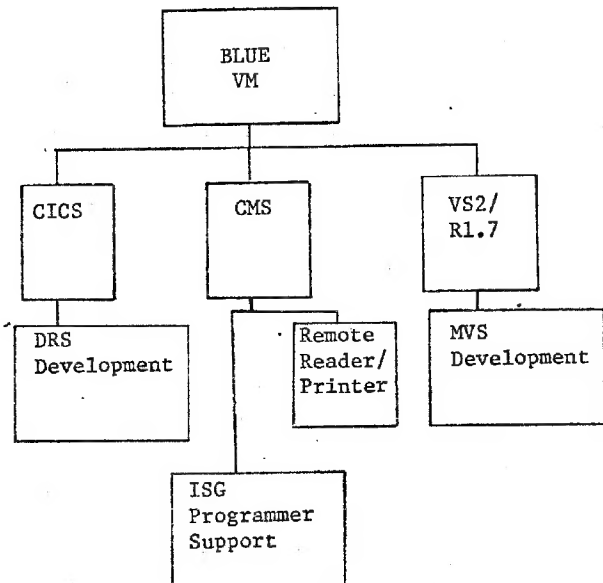 BLUE
VM
CICS
CMS
VS2/
R1.7
DRS
Development
Remote
Reader/
Printer
MVS
Development
ISG
Programmer
Support